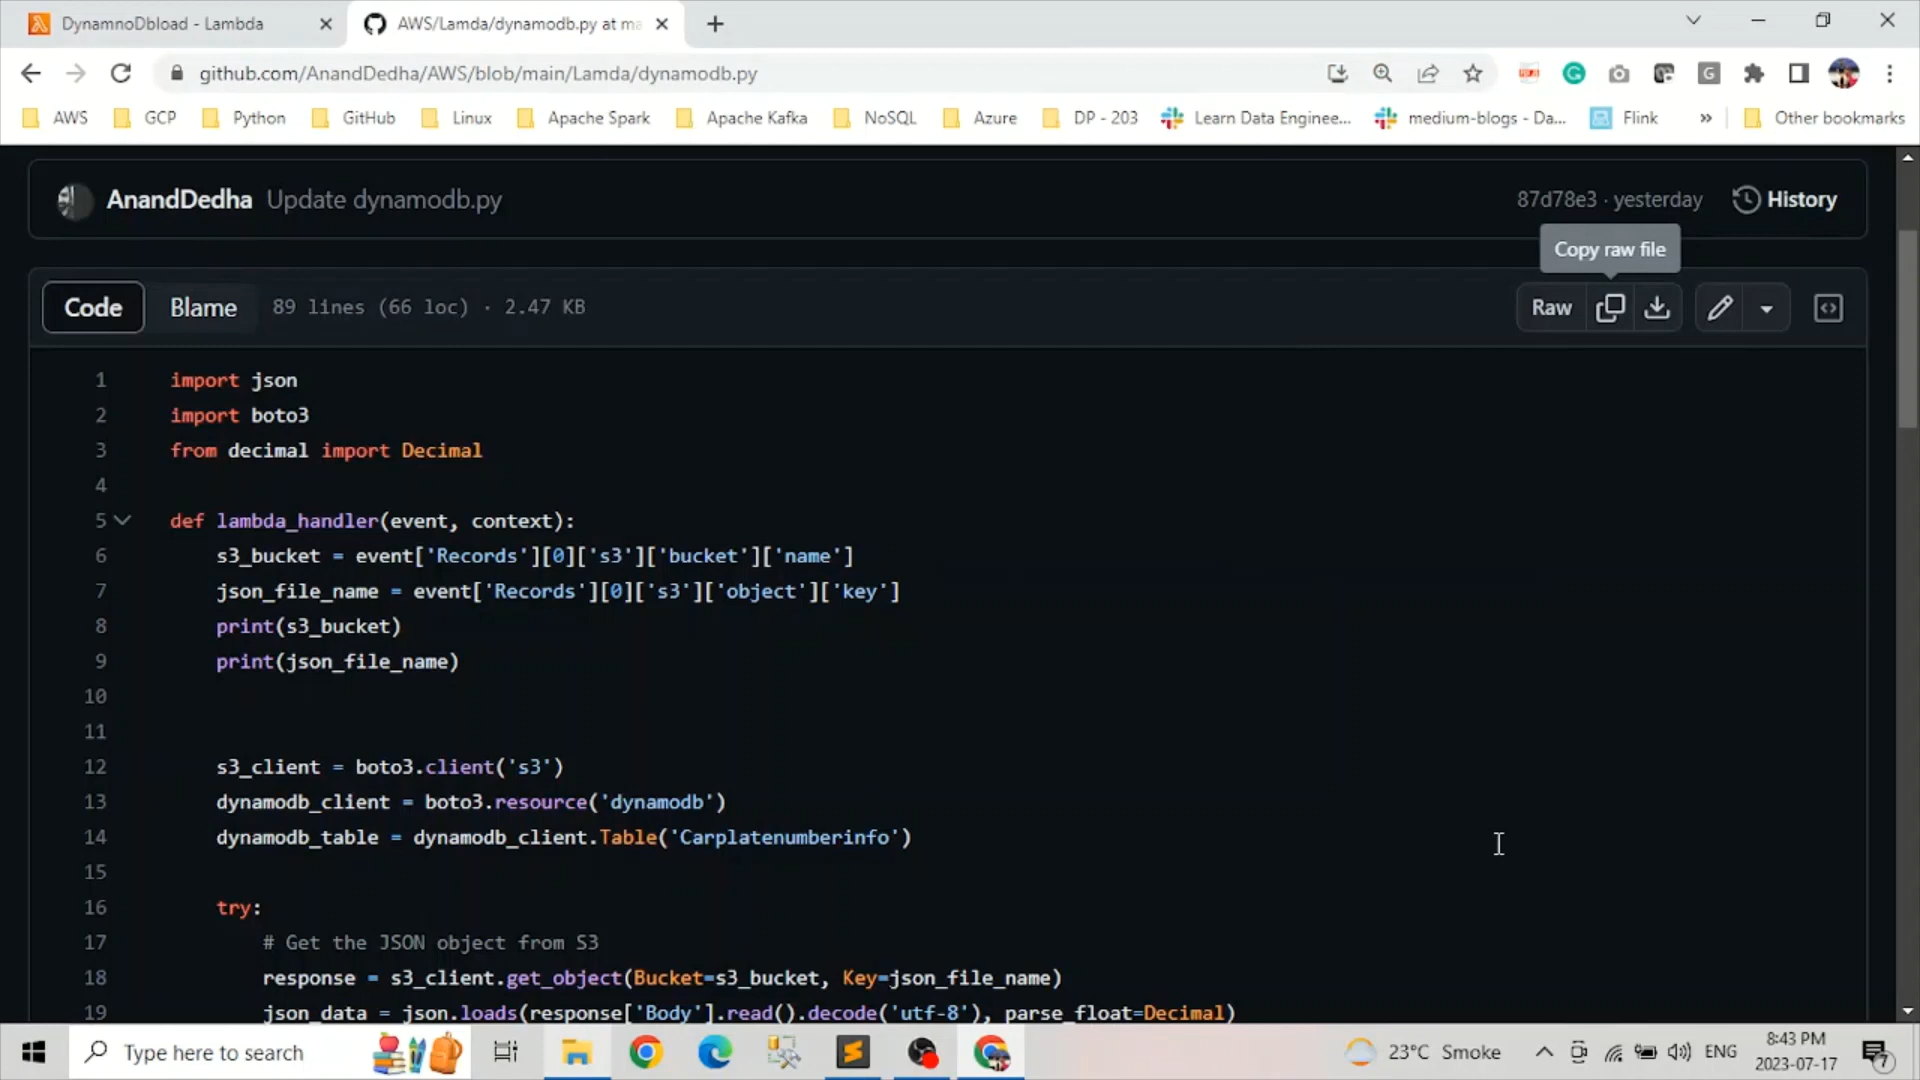 DynamnoDbload - Lambda
AWS/Lamda/dynamodb.py at ma
github.com/AnandDedha/AWS/blob/main/Lamda/dynamodb.py
AWS
GCP
Python
GitHub
Linux
Apache Spark
Apache Kafka
NoSQL
Azure
DP - 203
Learn Data Enginee...
medium-blogs - Da...
Flink
»
Other bookmarks
AnandDedha Update dynamodb.py
87d78e3 · yesterday
History
Copy raw file
Code
Blame
89 lines (66 loc) · 2.47 KB
Raw
1 import json
2 import boto3
3 from decimal import Decimal
4
5 def lambda_handler(event, context):
6 s3_bucket = event['Records'][0]['s3']['bucket']['name']
7 json_file_name = event['Records'][0]['s3']['object']['key']
8 print(s3_bucket)
9 print(json_file_name)
10
11
12 s3_client = boto3.client('s3')
13 dynamodb_client = boto3.resource('dynamodb')
14 dynamodb_table = dynamodb_client.Table('Carplatenumberinfo')
15
16 try:
17 # Get the JSON object from S3
18 response = s3_client.get_object(Bucket=s3_bucket, Key=json_file_name)
19 json_data = json.loads(response['Body'].read().decode('utf-8'), parse_float=Decimal)
Type here to search
23°C Smoke
ENG
8:43 PM
2023-07-17
7